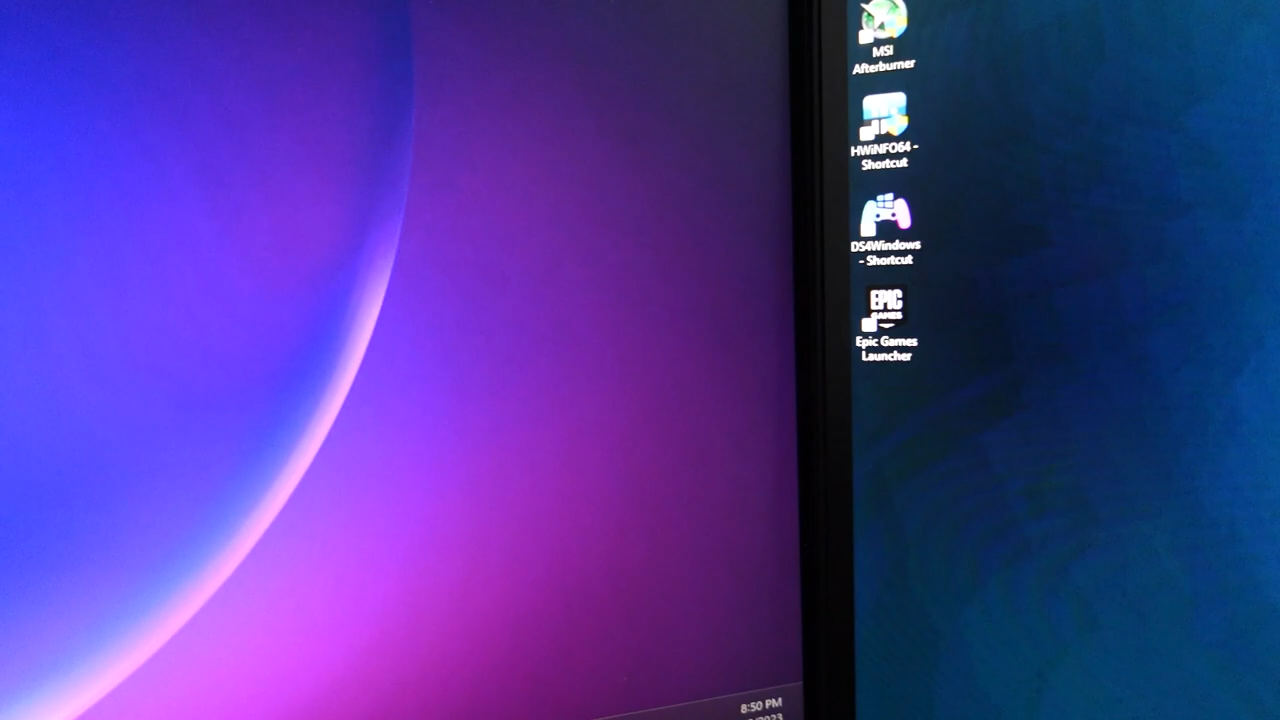 MSI
Afterburner
HWiNFO64 -
Shortcut
DS4Windows
- Shortcut
EPIC
GAMES
Epic Games
Launcher
8:50 PM